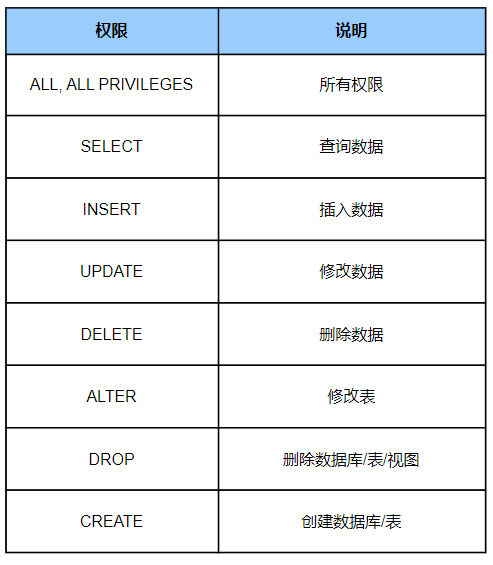 权限 说明
ALL, ALL PRIVILEGES 所有权限
SELECT 查询数据
INSERT 插入数据
UPDATE 修改数据
DELETE 删除数据
ALTER 修改表
DROP 删除数据库/表/视图
CREATE 创建数据库/表